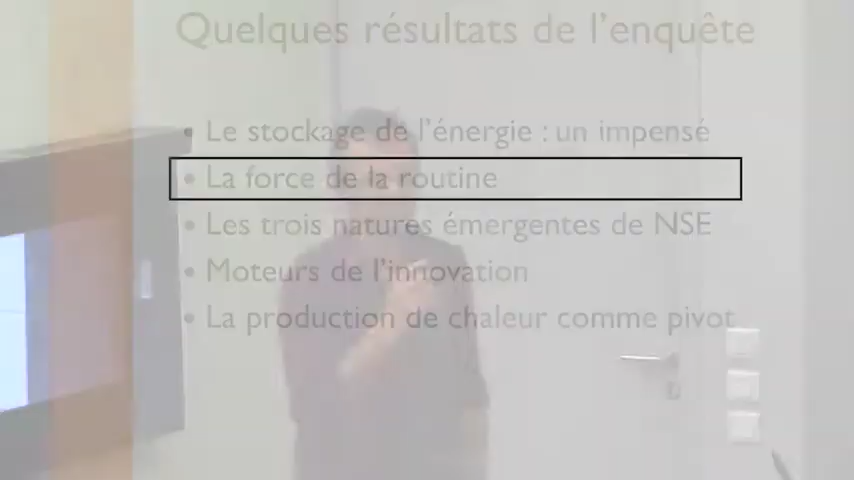 Quelques résultats de l'enquête
• Le stockage de l'énergie : un impensé
• La force de la routine
• Les trois natures émergentes de NSE
• Moteurs de l'innovation
• La production de chaleur comme pivot